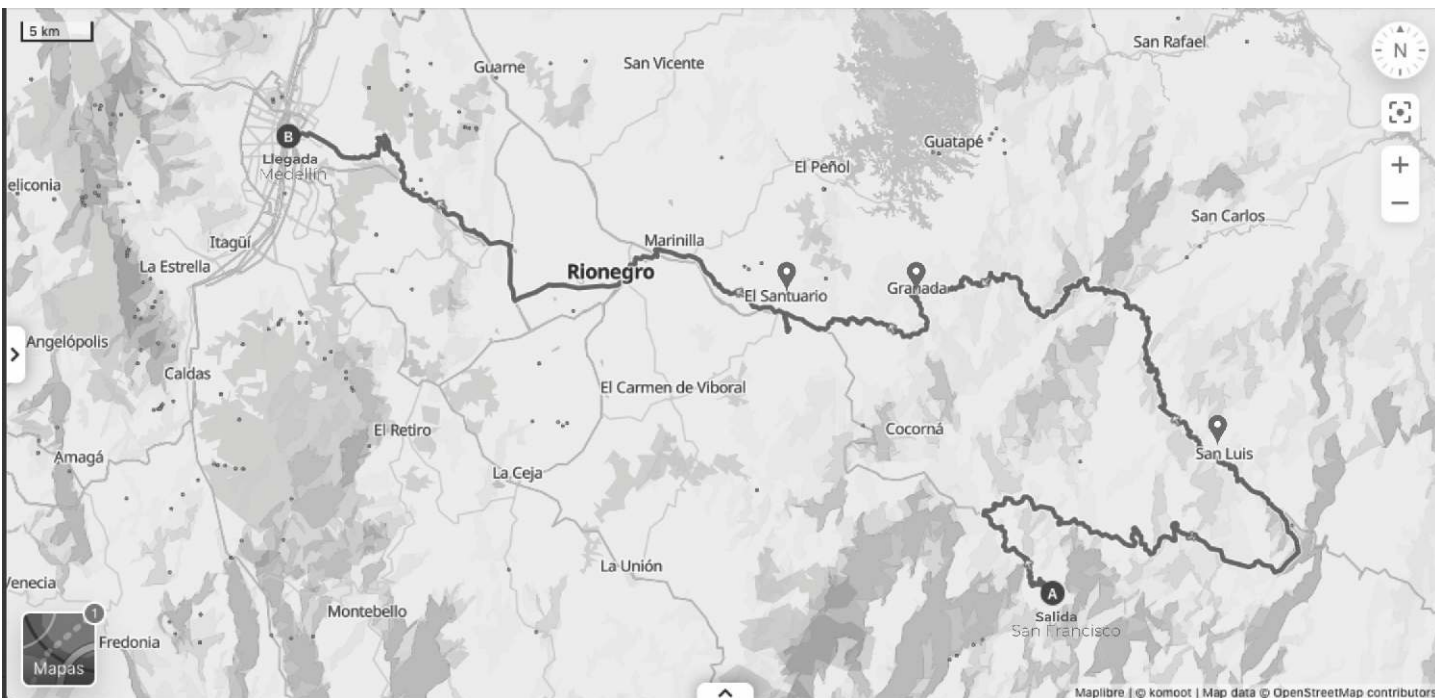 5 km
San Rafael
N
Guarne
San Vicente
B
Llegada
Medellín
Guatapé
El Peñol
eliconia
+
−
San Carlos
Itagüí
Marinilla
La Estrella
Rionegro
El Santuario
Granada
Angelópolis
Caldas
El Carmen de Viboral
El Retiro
Cocorná
Amagá
San Luis
La Ceja
La Unión
Venecia
A
Salida
San Francisco
Montebello
1
Fredonia
Mapas
Maplibre | © komoot | Map data © OpenStreetMap contributors